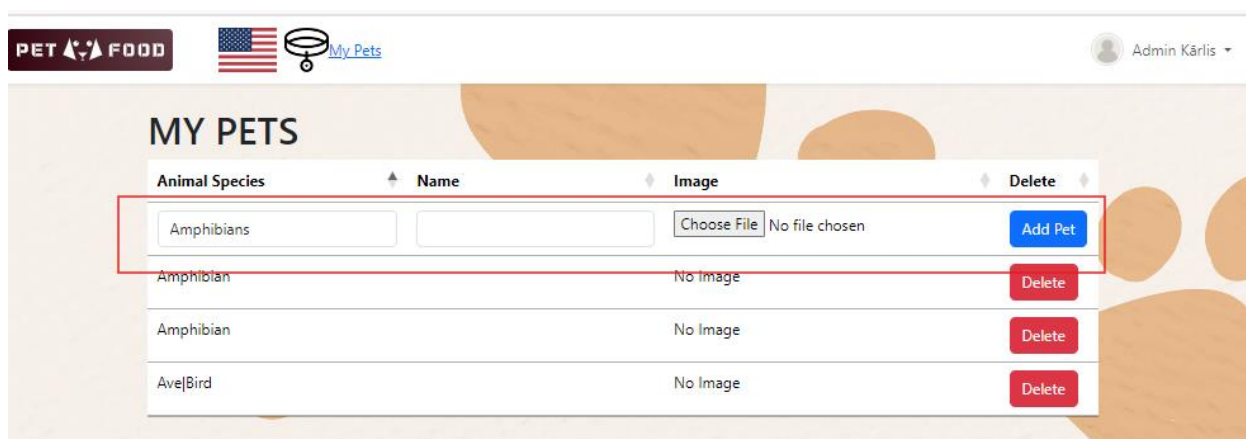 PET FOOD My Pets Admin Kārlis
MY PETS
Animal Species Name Image Delete
Amphibians Choose File No file chosen Add Pet
Amphibian No Image Delete
Amphibian No Image Delete
Ave|Bird No Image Delete